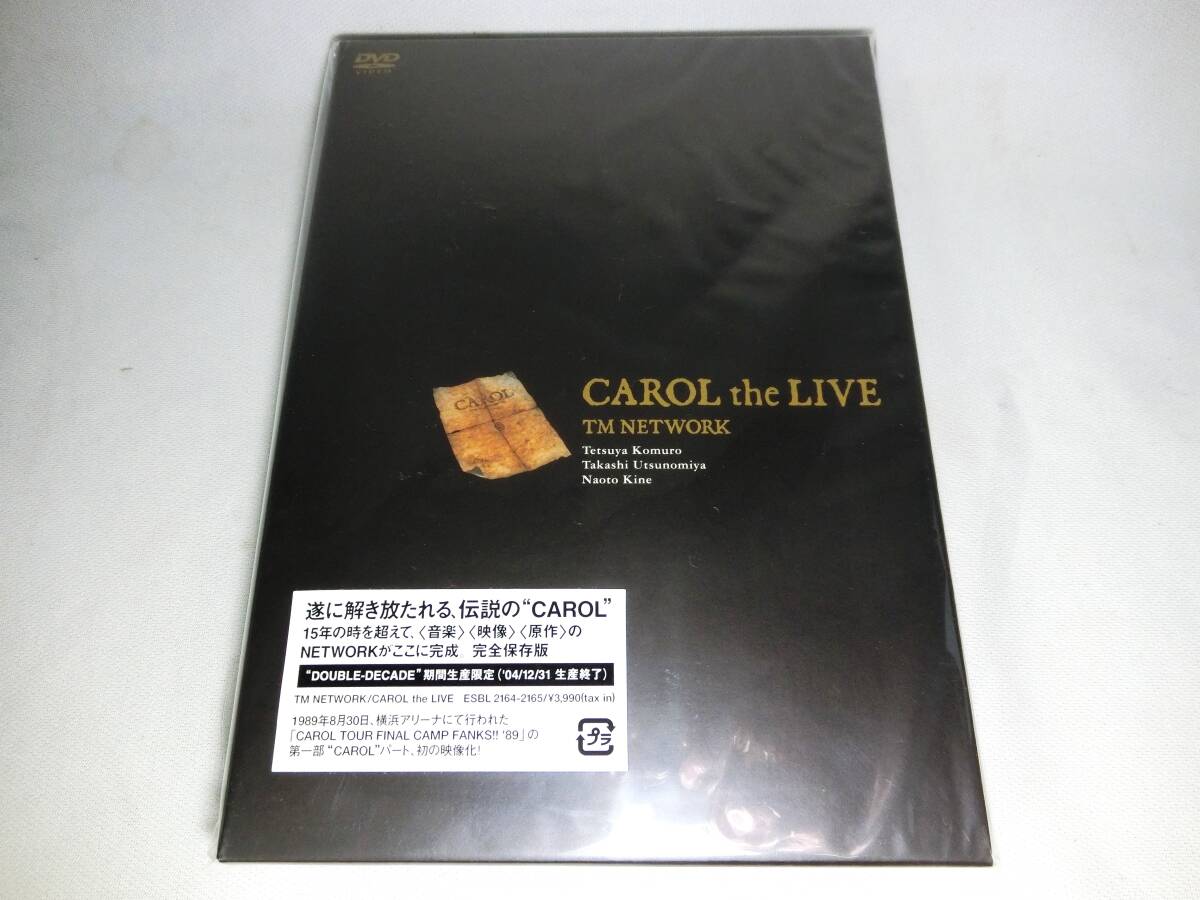 DVD
VIDEO
CAROL
CAROL the LIVE
TM NETWORK
Tetsuya Komuro
Takashi Utsunomiya
Naoto Kine
遂に解き放たれる、伝説の“CAROL”
15年の時を超えて、〈音楽〉〈映像〉〈原作〉の
NETWORKがここに完成。完全保存版
“DOUBLE-DECADE”期間生産限定('04/12/31 生産終了)
TM NETWORK/CAROL the LIVE ESBL 2164-2165/¥3,990(tax in)
1989年8月30日、横浜アリーナにて行われた
「CAROL TOUR FINAL CAMP FANKS!! '89」の
第一部“CAROL”パート、初の映像化!
プラ